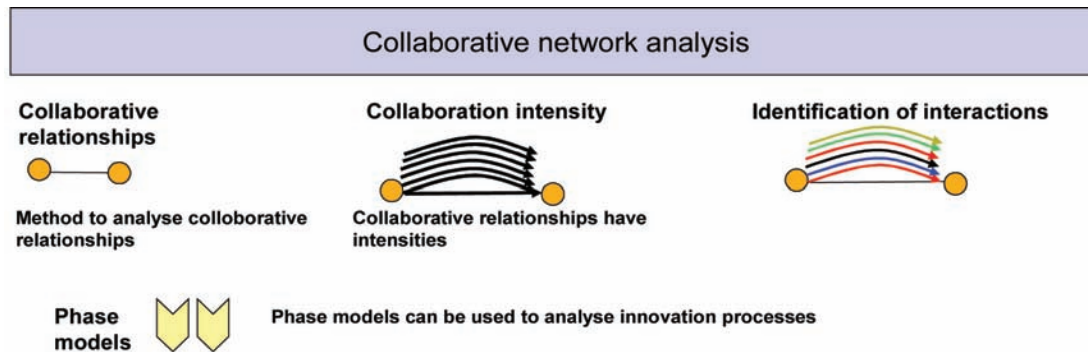 Collaborative network analysis
Collaborative
relationships
Collaboration intensity
Identification of interactions
Method to analyse colloborative
relationships
Collaborative relationships have
intensities
Phase
models
Phase models can be used to analyse innovation processes